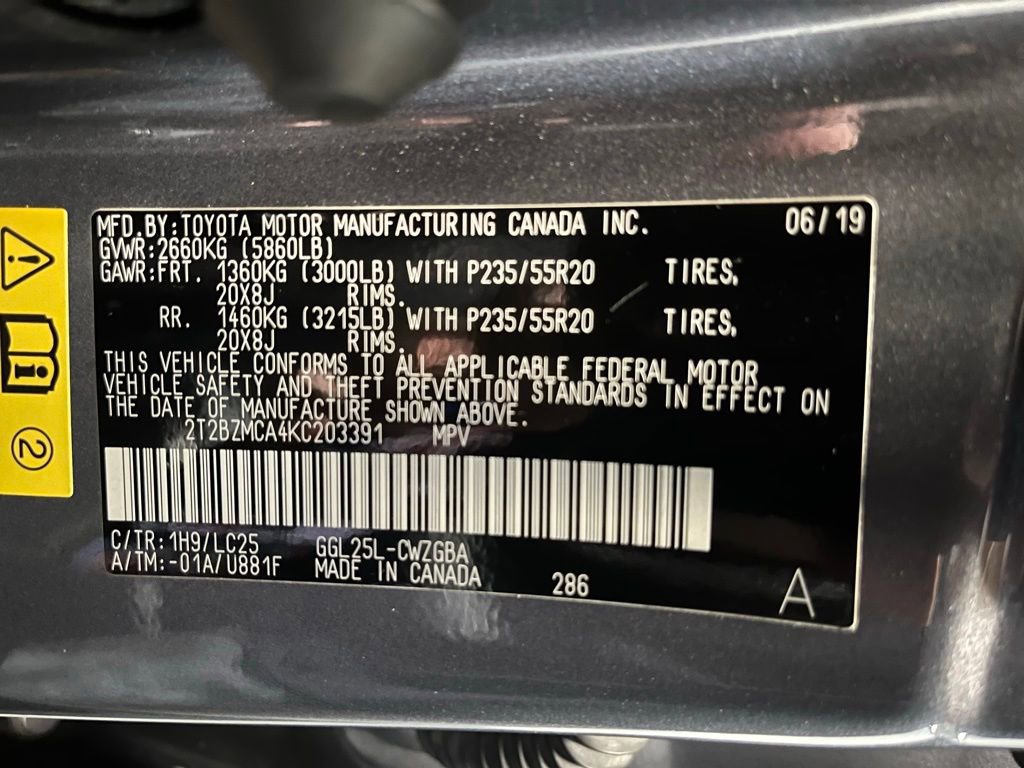 MFD.BY:TOYOTA MOTOR MANUFACTURING CANADA INC. 06/19
GVWR:2660KG (5860LB)
GAWR:FRT. 1360KG (3000LB) WITH P235/55R20 TIRES,
20X8J RIMS.
RR. 1460KG (3215LB) WITH P235/55R20 TIRES,
20X8J RIMS.
THIS VEHICLE CONFORMS TO ALL APPLICABLE FEDERAL MOTOR
VEHICLE SAFETY AND THEFT PREVENTION STANDARDS IN EFFECT ON
THE DATE OF MANUFACTURE SHOWN ABOVE.
2T2BZMCA4KC203391 MPV
C/TR:1H9/LC25 GGL25L-CWZGBA
A/TM:-01A/U881F MADE IN CANADA 286 A
2